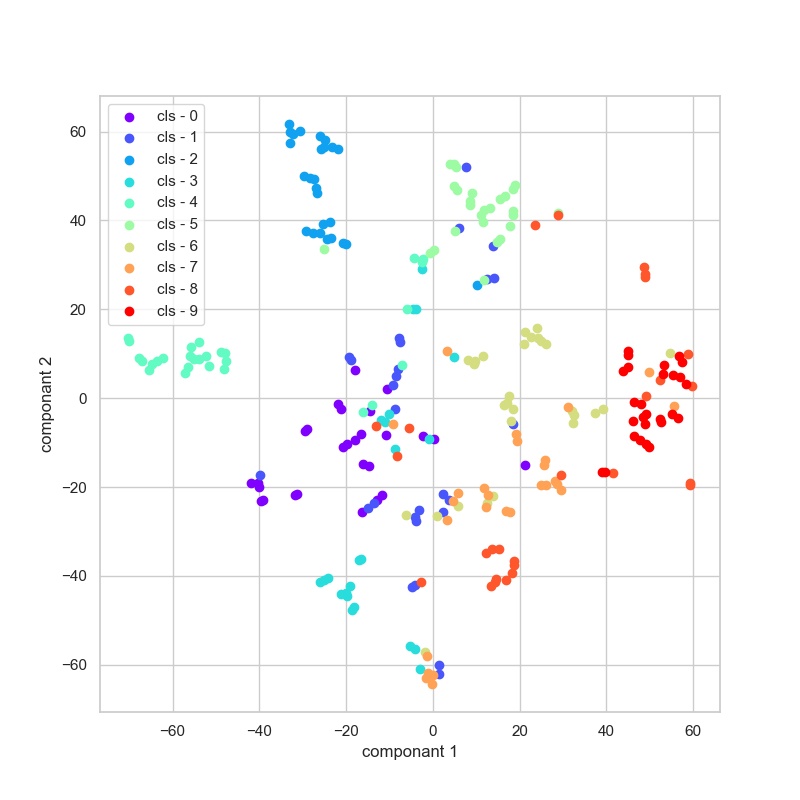 cls - 0
cls - 1
cls - 2
cls - 3
cls - 4
cls - 5
cls - 6
cls - 7
cls - 8
cls - 9
60
40
20
0
−20
−40
−60
componant 2
−60 −40 −20 0 20 40 60
componant 1